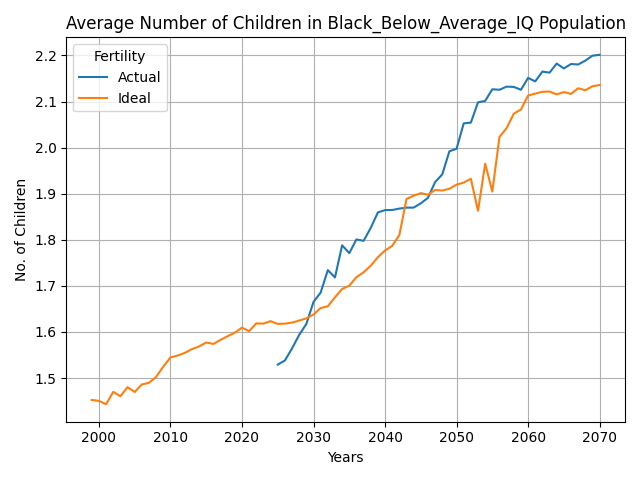 Average Number of Children in Black_Below_Average_IQ Population
Fertility
Actual
Ideal
2.2
2.1
2.0
1.9
1.8
1.7
1.6
1.5
No. of Children
2000 2010 2020 2030 2040 2050 2060 2070
Years